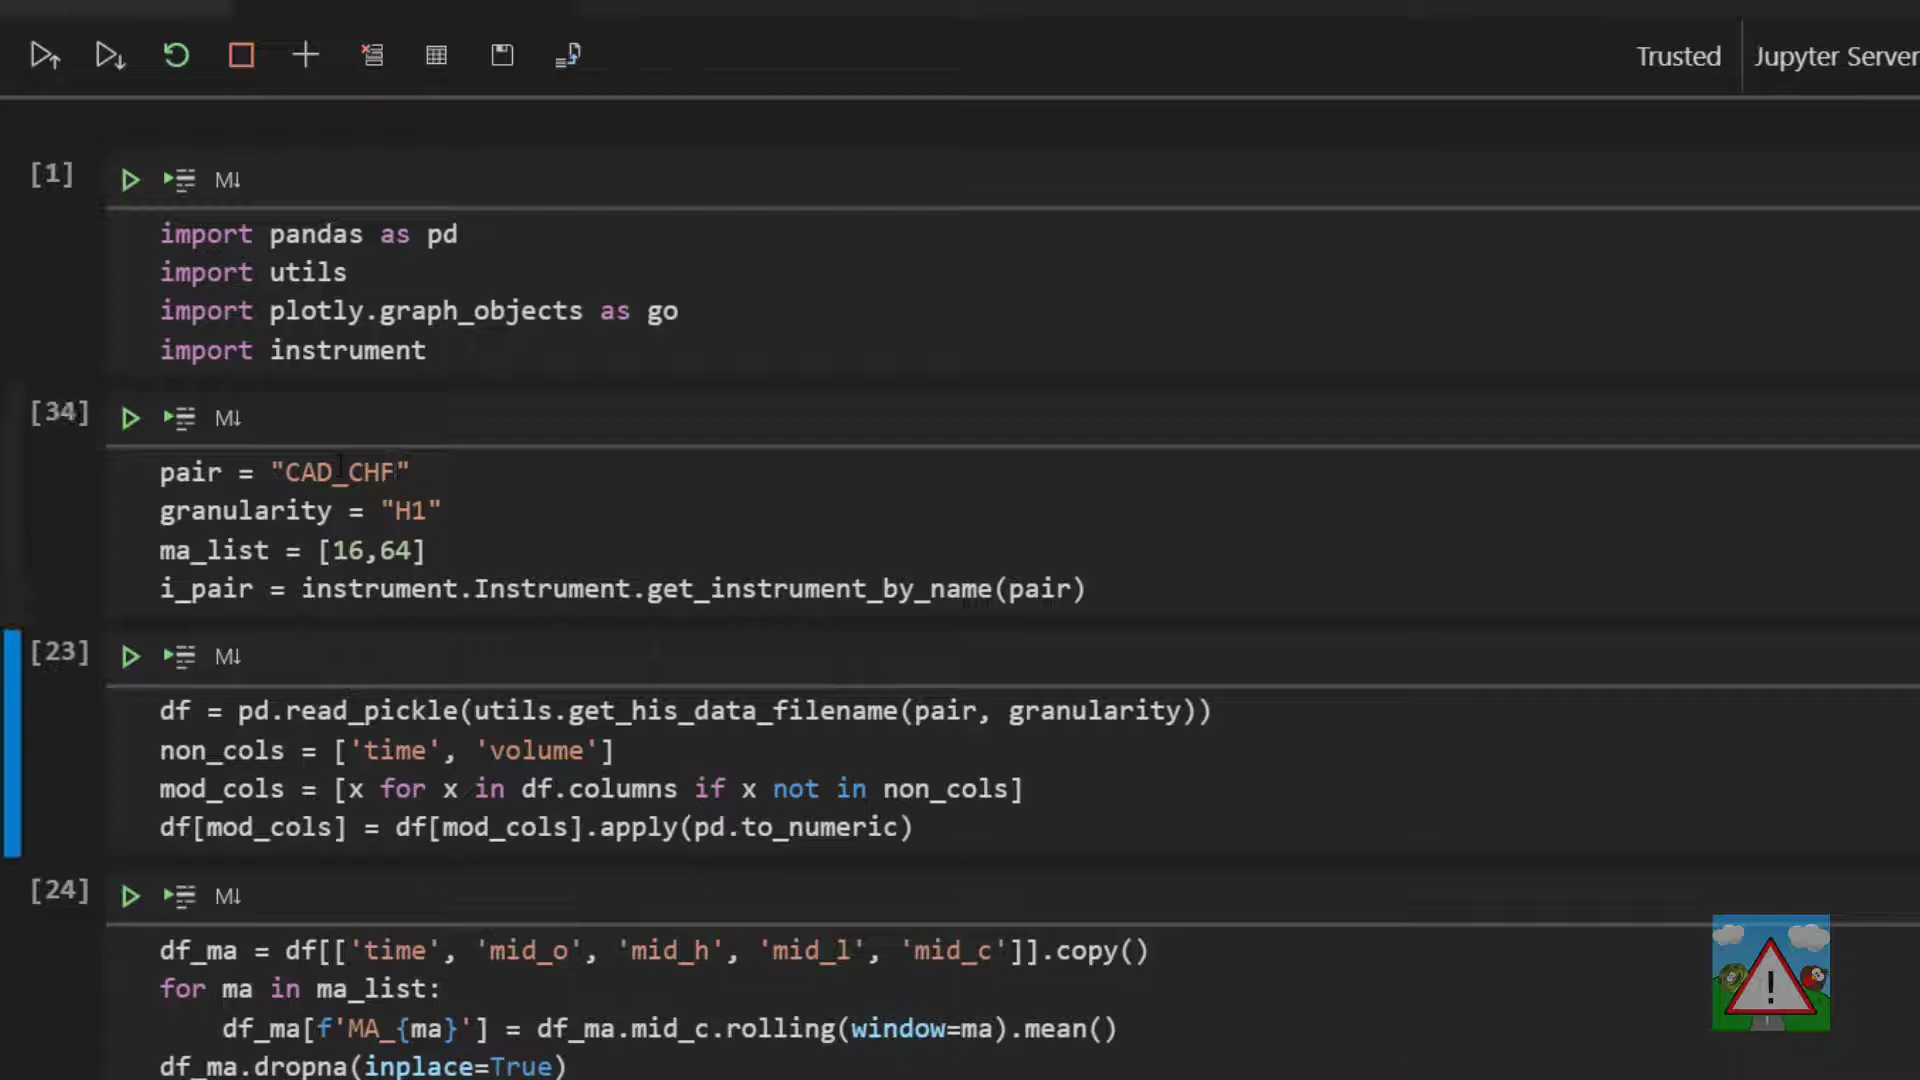 Trusted
Jupyter Server
[1]
M↓
import pandas as pd
import utils
import plotly.graph_objects as go
import instrument
[34]
M↓
pair = "CAD_CHF"
granularity = "H1"
ma_list = [16,64]
i_pair = instrument.Instrument.get_instrument_by_name(pair)
[23]
M↓
df = pd.read_pickle(utils.get_his_data_filename(pair, granularity))
non_cols = ['time', 'volume']
mod_cols = [x for x in df.columns if x not in non_cols]
df[mod_cols] = df[mod_cols].apply(pd.to_numeric)
[24]
M↓
df_ma = df[['time', 'mid_o', 'mid_h', 'mid_l', 'mid_c']].copy()
for ma in ma_list:
    df_ma[f'MA_{ma}'] = df_ma.mid_c.rolling(window=ma).mean()
df_ma.dropna(inplace=True)
!